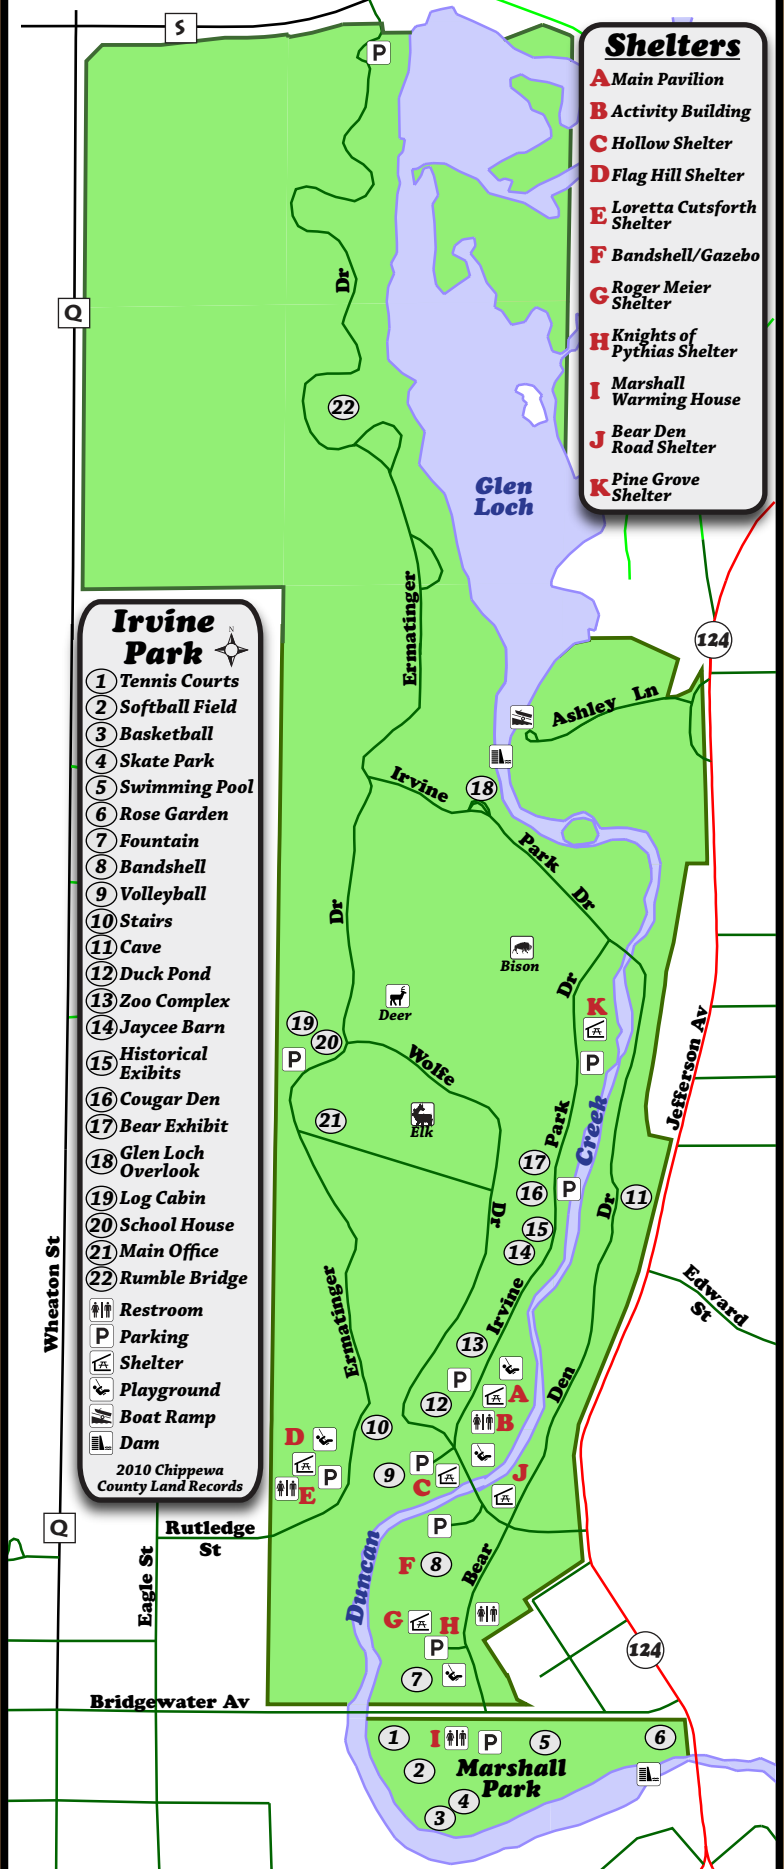 S
P
Shelters
A Main Pavilion
B Activity Building
C Hollow Shelter
D Flag Hill Shelter
E Loretta Cutsforth
Shelter
F Bandshell/Gazebo
G Roger Meier
Shelter
H Knights of
Pythias Shelter
I Marshall
Warming House
J Bear Den
Road Shelter
K Pine Grove
Shelter
Dr
Q
22
Glen
Loch
Ermatinger
124
Irvine
Park
N
1 Tennis Courts
2 Softball Field
3 Basketball
4 Skate Park
5 Swimming Pool
6 Rose Garden
7 Fountain
8 Bandshell
9 Volleyball
10 Stairs
11 Cave
12 Duck Pond
13 Zoo Complex
14 Jaycee Barn
15 Historical
Exibits
16 Cougar Den
17 Bear Exhibit
18 Glen Loch
Overlook
19 Log Cabin
20 School House
21 Main Office
22 Rumble Bridge
Restroom
P Parking
Shelter
Playground
Boat Ramp
Dam
2010 Chippewa
County Land Records
Ashley Ln
Irvine
18
Park
Dr
Dr
Bison
Deer
Dr
K
P
19
20
P
Wolfe
Elk
21
Jefferson Av
Creek
Park
17
16
P
11
Dr
Dr
15
14
Wheaton St
Edward
St
Ermatinger
Irvine
13
P
A
12
B
Den
10
D
P
E
9
P
C
J
Q
Rutledge
St
Eagle St
P
Duncan
F
8
Bear
G
H
P
7
124
Bridgewater Av
1
I
P
5
6
2
Marshall
Park
4
3